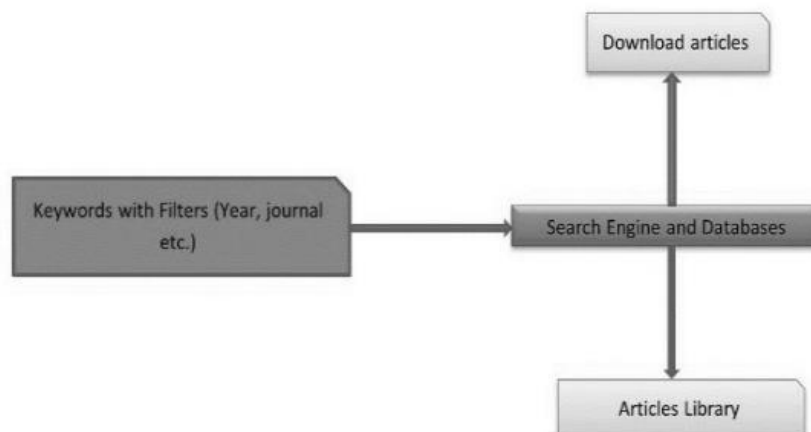 Download articles
Keywords with Filters (Year, journal
etc.)
Search Engine and Databases
Articles Library